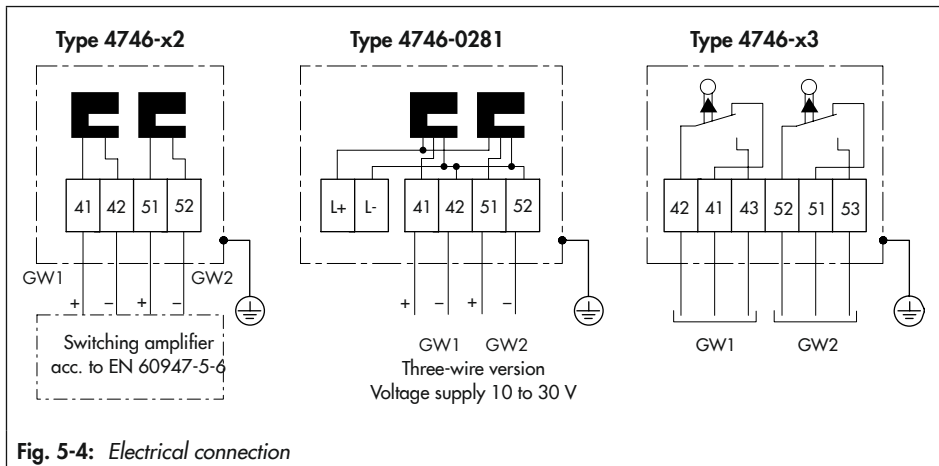 Type 4746-x2
41 42 51 52
GW1 GW2
+ – + –
Switching amplifier
acc. to EN 60947-5-6
Type 4746-0281
L+ L- 41 42 51 52
+ – + –
GW1 GW2
Three-wire version
Voltage supply 10 to 30 V
Type 4746-x3
42 41 43 52 51 53
GW1 GW2
Fig. 5-4: Electrical connection